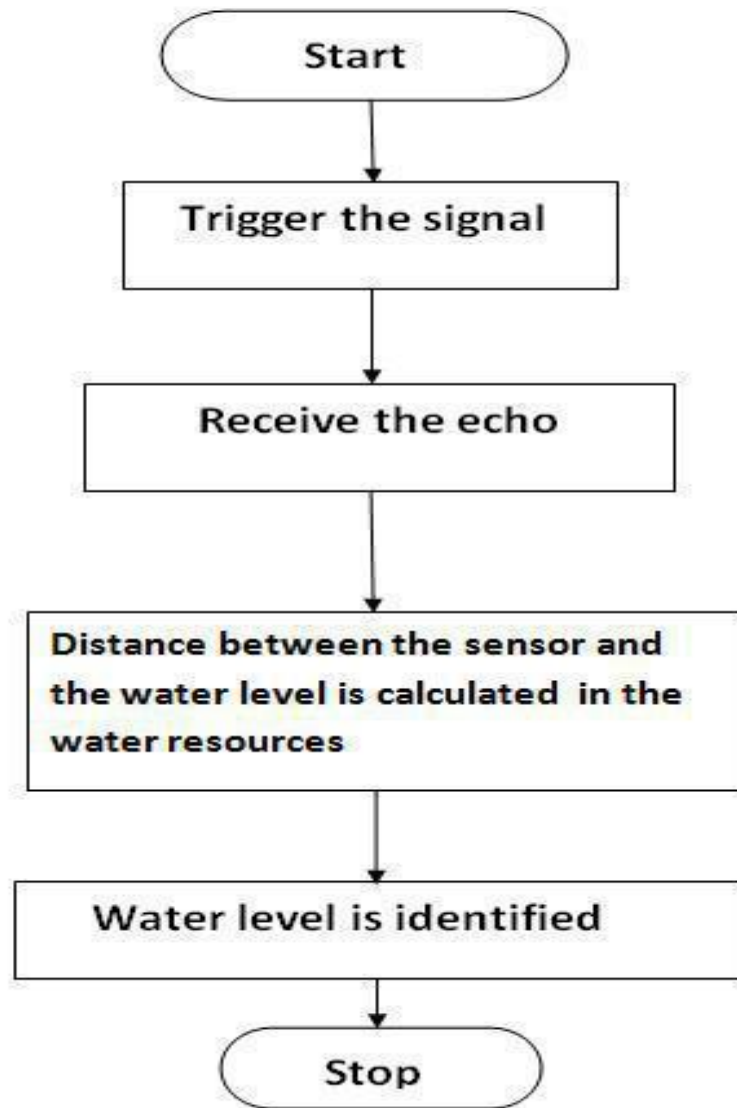 Start
Trigger the signal
Receive the echo
Distance between the sensor and
the water level is calculated in the
water resources
Water level is identified
Stop